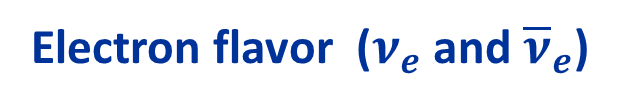 Electron flavor (νₑ and ν̅ₑ)